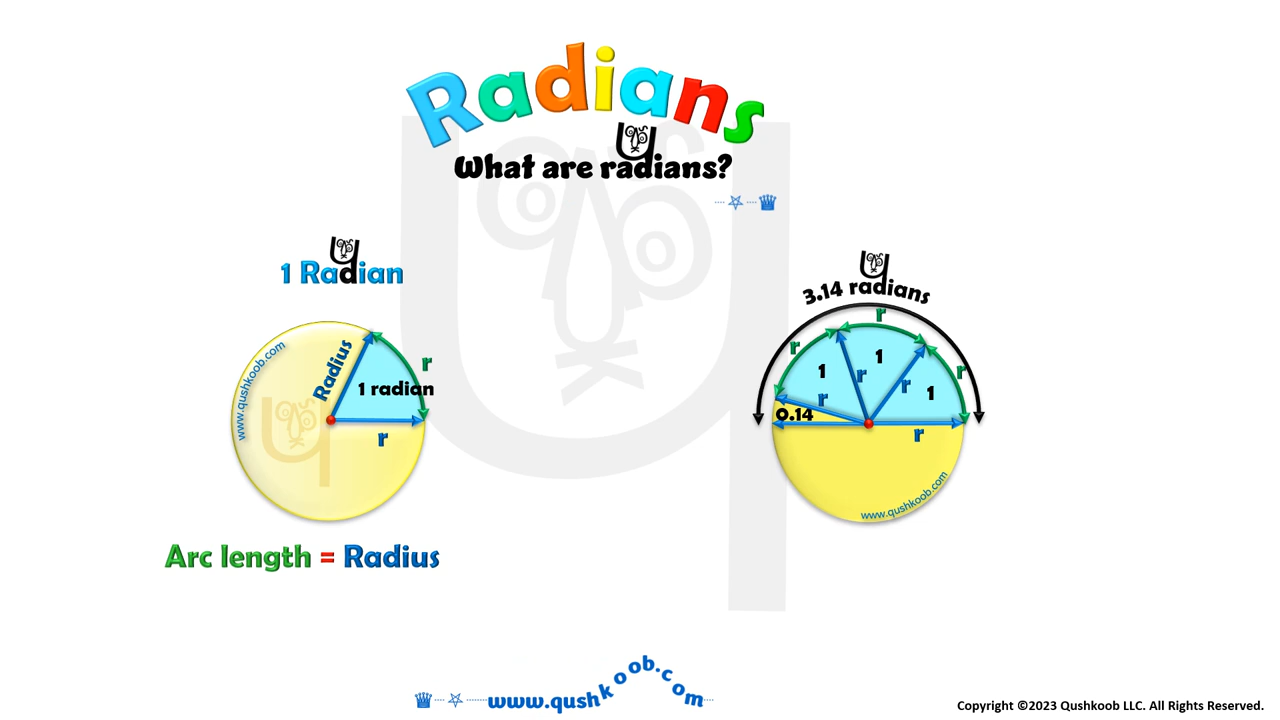 Radians
What are radians?
1 Radian
www.qushkoob.com
Radius
r
1 radian
r
Arc length = Radius
3.14 radians
r
r
r
1
1
1
r
r
r
0.14
r
www.qushkoob.com
www.qushkoob.com
Copyright ©2023 Qushkoob LLC. All Rights Reserved.